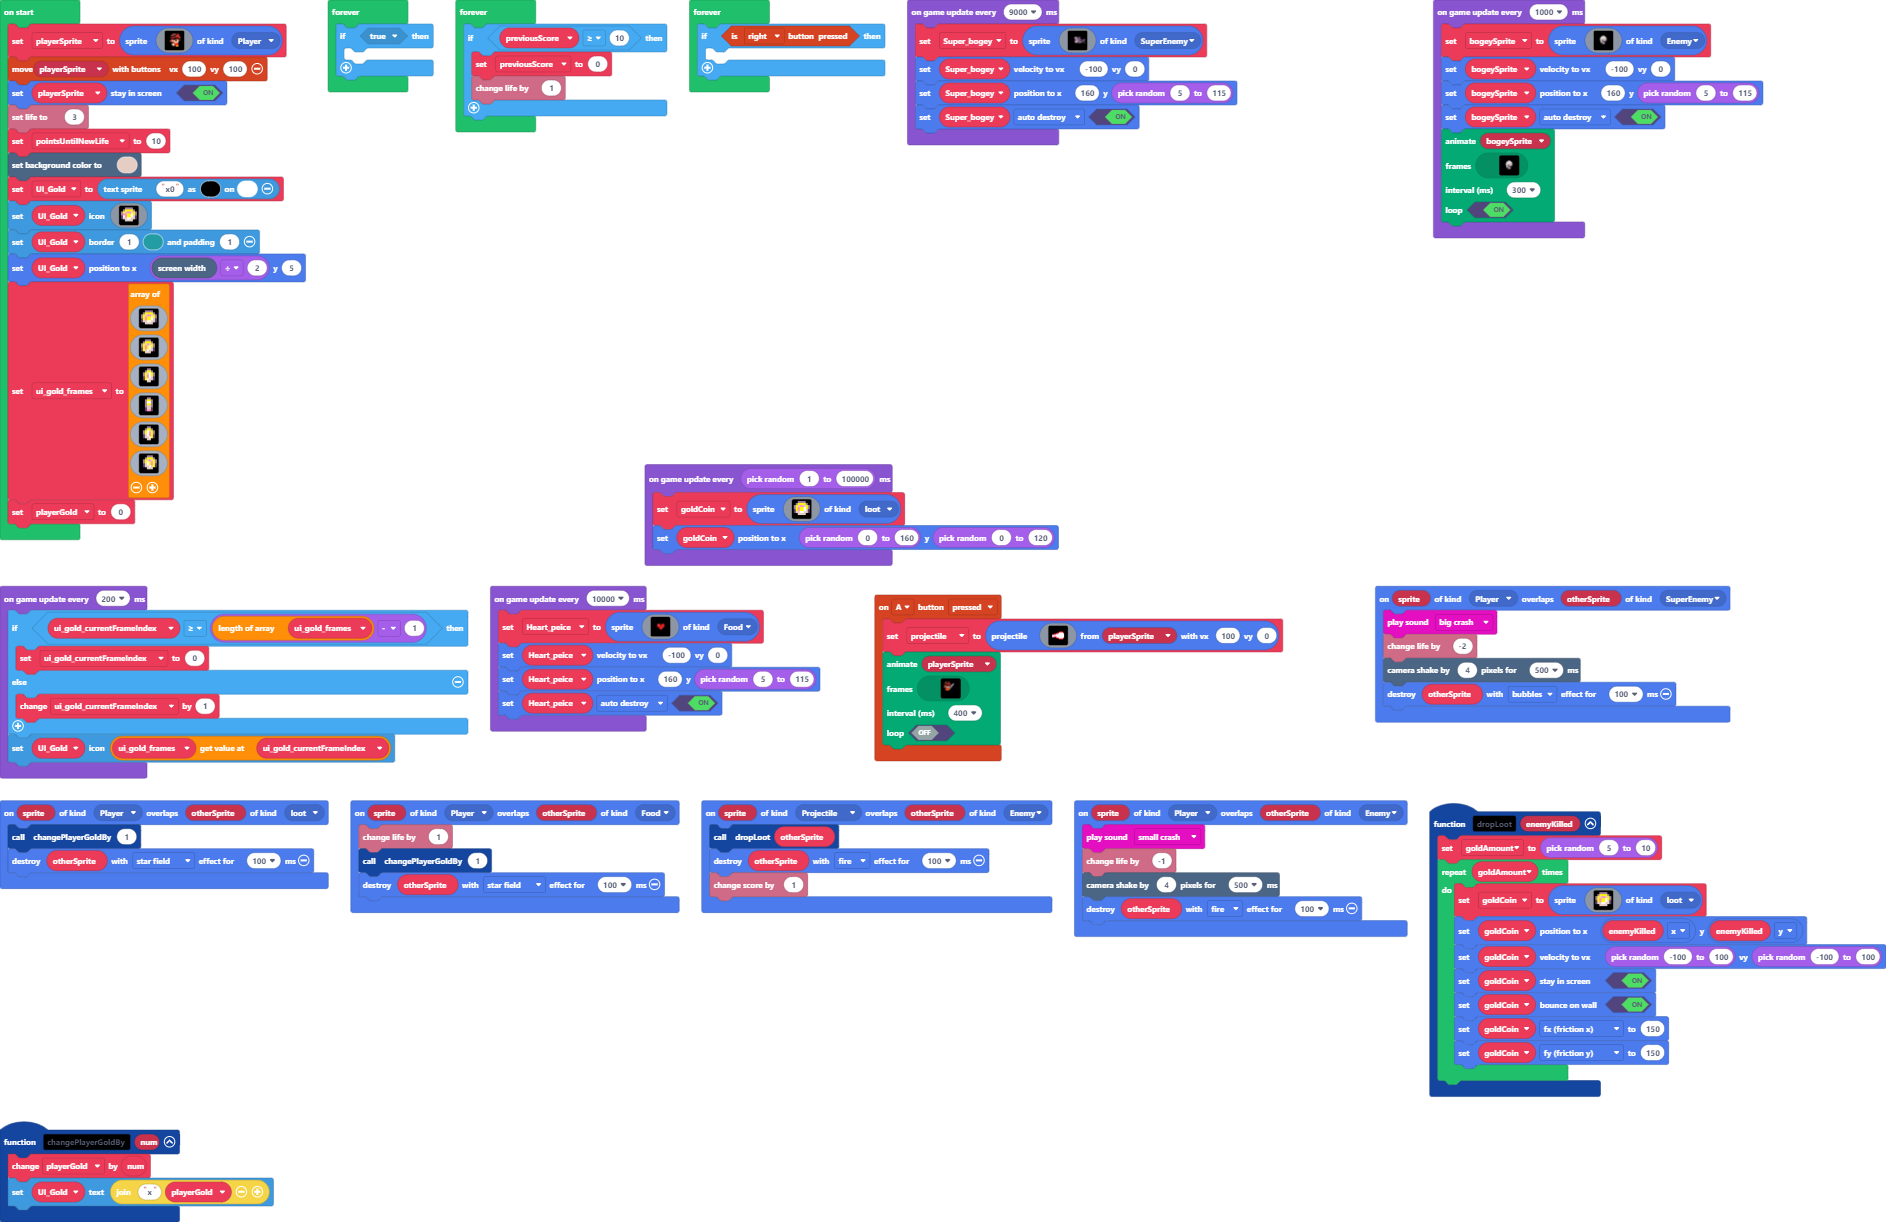 on start
set playerSprite to sprite of kind Player
move playerSprite with buttons vx 100 vy 100
set playerSprite stay in screen ON
set life to 3
set pointsUntilNewLife to 10
set background color to
set UI_Gold to text sprite "x0" as on
set UI_Gold icon
set UI_Gold border 1 and padding 1
set UI_Gold position to x screen width ÷ 2 y 5
array of
set ui_gold_frames to
set playerGold to 0
forever
if true then
forever
if previousScore ≥ 10 then
set previousScore to 0
change life by 1
forever
if is right button pressed then
on game update every 9000 ms
set Super_bogey to sprite of kind SuperEnemy
set Super_bogey velocity to vx -100 vy 0
set Super_bogey position to x 160 y pick random 5 to 115
set Super_bogey auto destroy ON
on game update every 1000 ms
set bogeySprite to sprite of kind Enemy
set bogeySprite velocity to vx -100 vy 0
set bogeySprite position to x 160 y pick random 5 to 115
set bogeySprite auto destroy ON
animate bogeySprite
frames
interval (ms) 300
loop ON
on game update every pick random 1 to 100000 ms
set goldCoin to sprite of kind loot
set goldCoin position to x pick random 0 to 160 y pick random 0 to 120
on game update every 200 ms
if ui_gold_currentFrameIndex ≥ length of array ui_gold_frames - 1 then
set ui_gold_currentFrameIndex to 0
else
change ui_gold_currentFrameIndex by 1
set UI_Gold icon ui_gold_frames get value at ui_gold_currentFrameIndex
on game update every 10000 ms
set Heart_peice to sprite of kind Food
set Heart_peice velocity to vx -100 vy 0
set Heart_peice position to x 160 y pick random 5 to 115
set Heart_peice auto destroy ON
on A button pressed
set projectile to projectile from playerSprite with vx 100 vy 0
animate playerSprite
frames
interval (ms) 400
loop OFF
on sprite of kind Player overlaps otherSprite of kind SuperEnemy
play sound big crash
change life by -2
camera shake by 4 pixels for 500 ms
destroy otherSprite with bubbles effect for 100 ms
on sprite of kind Player overlaps otherSprite of kind loot
call changePlayerGoldBy 1
destroy otherSprite with star field effect for 100 ms
on sprite of kind Player overlaps otherSprite of kind Food
change life by 1
call changePlayerGoldBy 1
destroy otherSprite with star field effect for 100 ms
on sprite of kind Projectile overlaps otherSprite of kind Enemy
call dropLoot otherSprite
destroy otherSprite with fire effect for 100 ms
change score by 1
on sprite of kind Player overlaps otherSprite of kind Enemy
play sound small crash
change life by -1
camera shake by 4 pixels for 500 ms
destroy otherSprite with fire effect for 100 ms
function dropLoot enemyKilled
set goldAmount to pick random 5 to 10
repeat goldAmount times
do
set goldCoin to sprite of kind loot
set goldCoin position to x enemyKilled x y enemyKilled y
set goldCoin velocity to vx pick random -100 to 100 vy pick random -100 to 100
set goldCoin stay in screen ON
set goldCoin bounce on wall ON
set goldCoin fx (friction x) to 150
set goldCoin fy (friction y) to 150
function changePlayerGoldBy num
change playerGold by num
set UI_Gold text join "x" playerGold